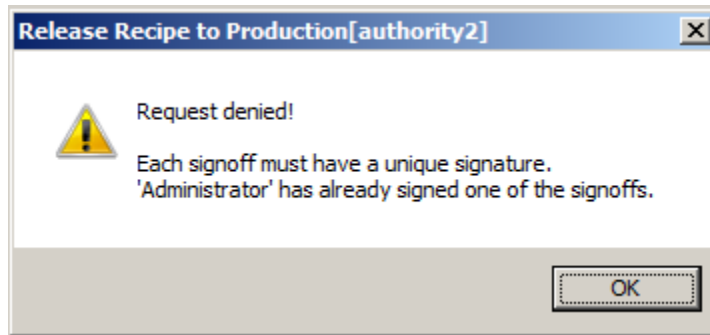 Release Recipe to Production[authority2]
Request denied!
Each signoff must have a unique signature.
'Administrator' has already signed one of the signoffs.
OK